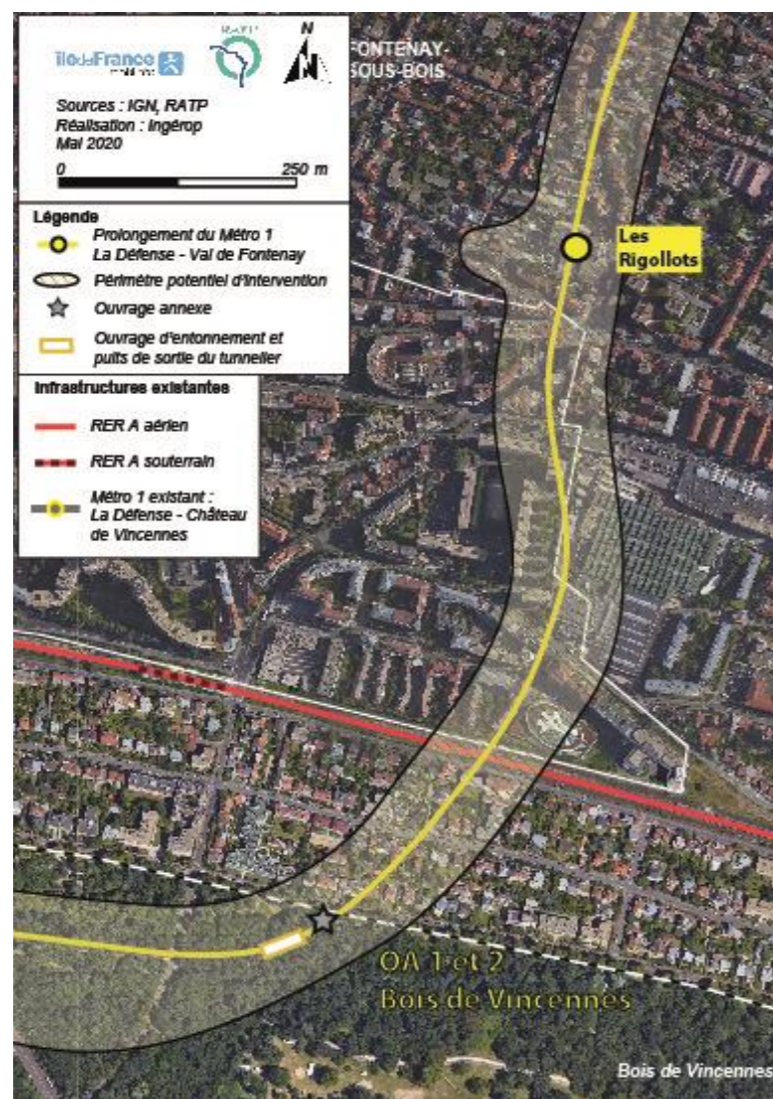 îledeFrance
mobilités
RATP
N
Sources : IGN, RATP
Réalisation : Ingérop
Mai 2020
0 250 m
Légende
Prolongement du Métro 1
La Défense - Val de Fontenay
Périmètre potentiel d'intervention
Ouvrage annexe
Ouvrage d'entonnement et
puits de sortie du tunnelier
Infrastructures existantes
RER A aérien
RER A souterrain
Métro 1 existant :
La Défense - Château
de Vincennes
FONTENAY-
SOUS-BOIS
Les
Rigollots
OA 1 et 2
Bois de Vincennes
Bois de Vincennes